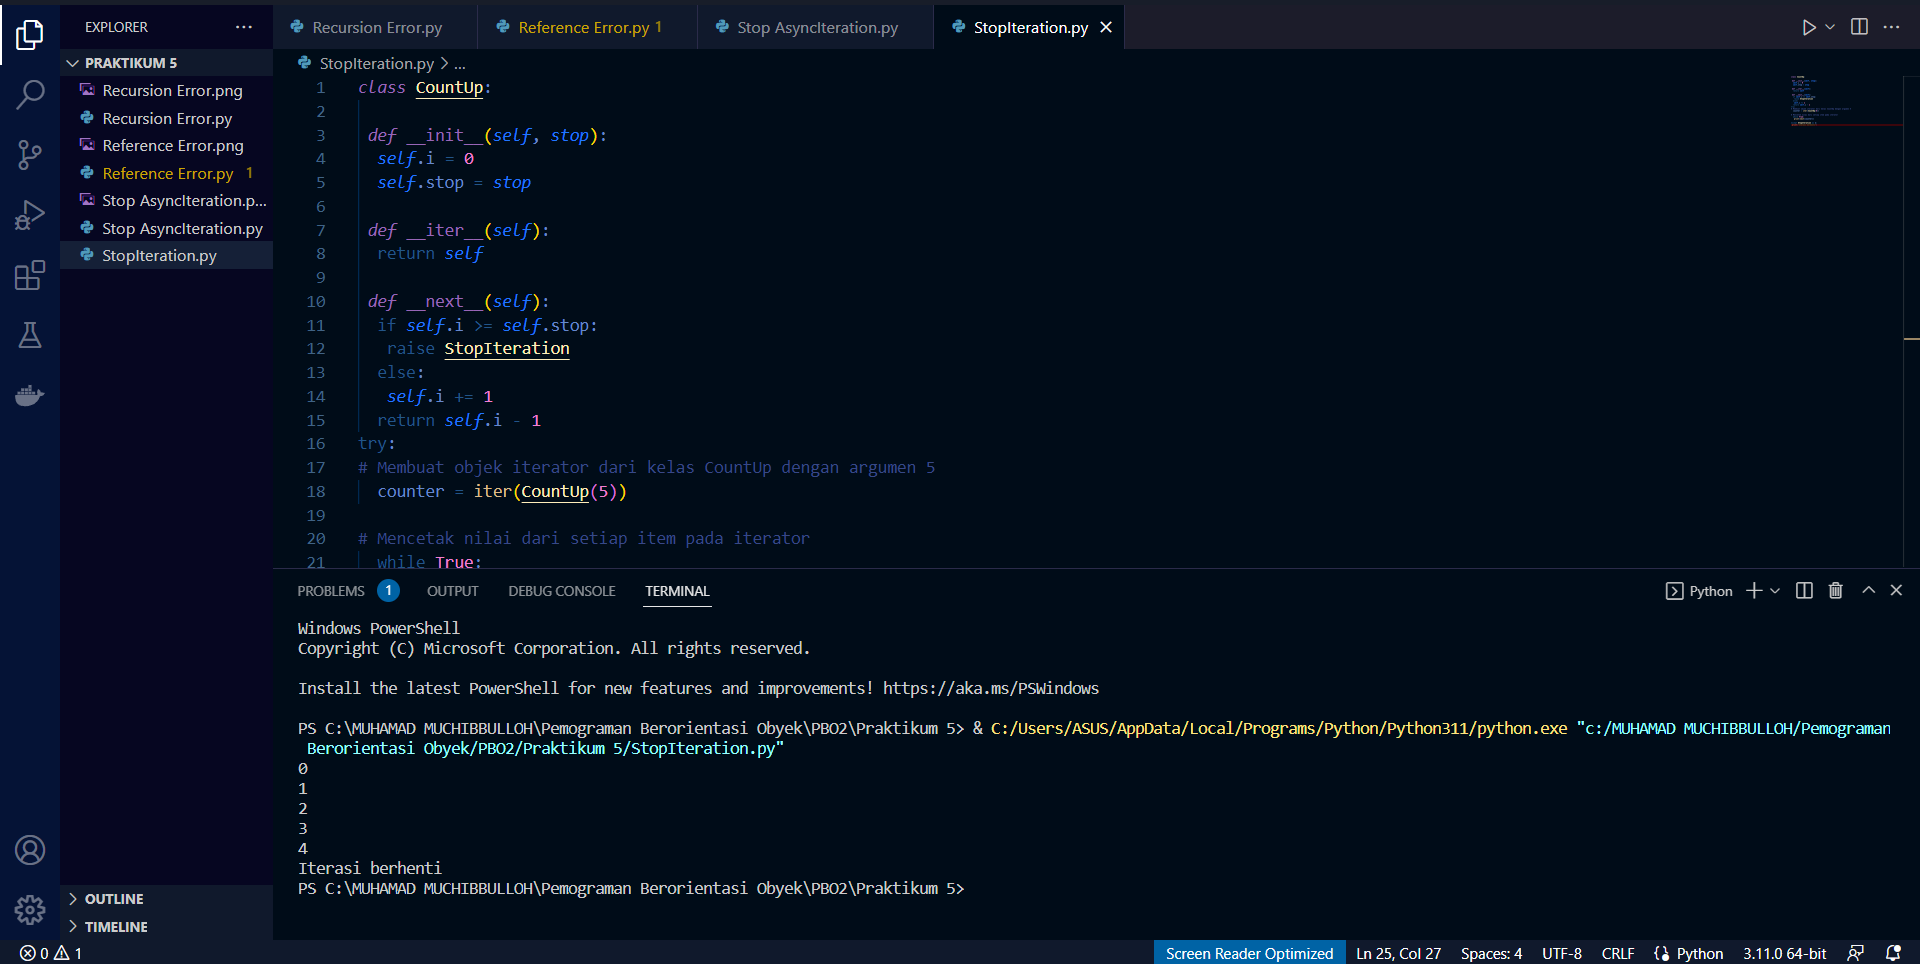 EXPLORER ···
PRAKTIKUM 5
Recursion Error.png
Recursion Error.py
Reference Error.png
Reference Error.py 1
Stop AsyncIteration.p...
Stop AsyncIteration.py
StopIteration.py
OUTLINE
TIMELINE
Recursion Error.py
Reference Error.py 1
Stop AsyncIteration.py
StopIteration.py
StopIteration.py > ...
1 class CountUp:
2
3 def __init__(self, stop):
4 self.i = 0
5 self.stop = stop
6
7 def __iter__(self):
8 return self
9
10 def __next__(self):
11 if self.i >= self.stop:
12 raise StopIteration
13 else:
14 self.i += 1
15 return self.i - 1
16 try:
17 # Membuat objek iterator dari kelas CountUp dengan argumen 5
18 counter = iter(CountUp(5))
19
20 # Mencetak nilai dari setiap item pada iterator
21 while True:
PROBLEMS 1 OUTPUT DEBUG CONSOLE TERMINAL
Python
Windows PowerShell
Copyright (C) Microsoft Corporation. All rights reserved.
Install the latest PowerShell for new features and improvements! https://aka.ms/PSWindows
PS C:\MUHAMAD MUCHIBBULLOH\Pemograman Berorientasi Obyek\PBO2\Praktikum 5> & C:/Users/ASUS/AppData/Local/Programs/Python/Python311/python.exe "c:/MUHAMAD MUCHIBBULLOH/Pemograman
Berorientasi Obyek/PBO2/Praktikum 5/StopIteration.py"
0
1
2
3
4
Iterasi berhenti
PS C:\MUHAMAD MUCHIBBULLOH\Pemograman Berorientasi Obyek\PBO2\Praktikum 5>
0 1 Screen Reader Optimized Ln 25, Col 27 Spaces: 4 UTF-8 CRLF Python 3.11.0 64-bit